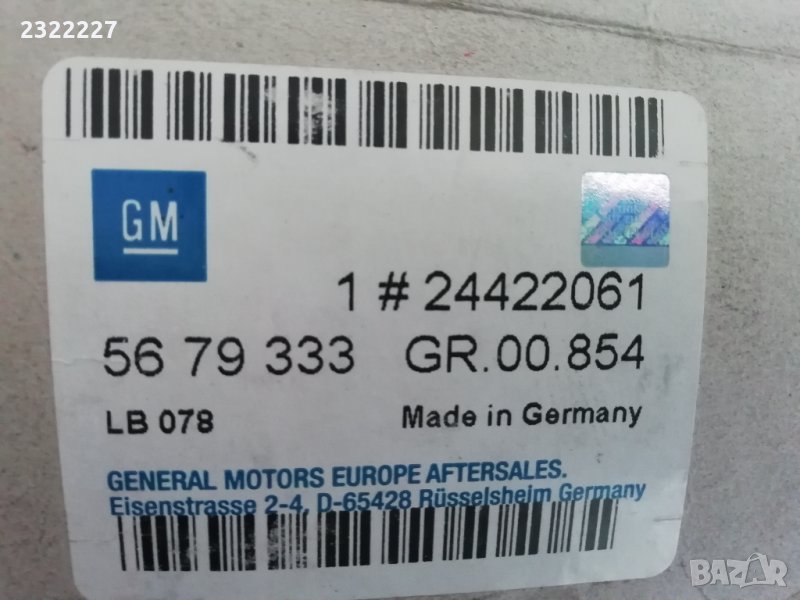 2322227
GM
1 # 24422061
56 79 333 GR.00.854
LB 078 Made in Germany
GENERAL MOTORS EUROPE AFTERSALES.
Eisenstrasse 2-4, D-65428 Rüsselsheim Germany
BAZAR